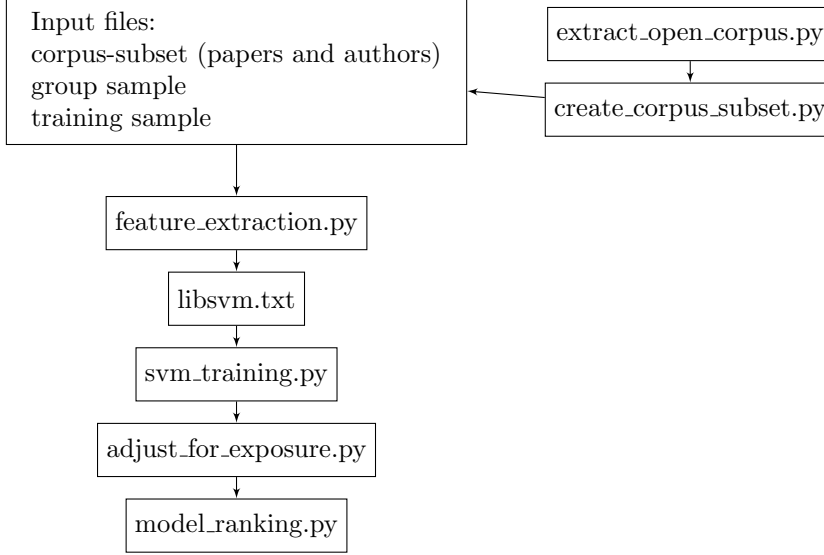 Input files:
corpus-subset (papers and authors)
group sample
training sample
extract_open_corpus.py
create_corpus_subset.py
feature_extraction.py
libsvm.txt
svm_training.py
adjust_for_exposure.py
model_ranking.py